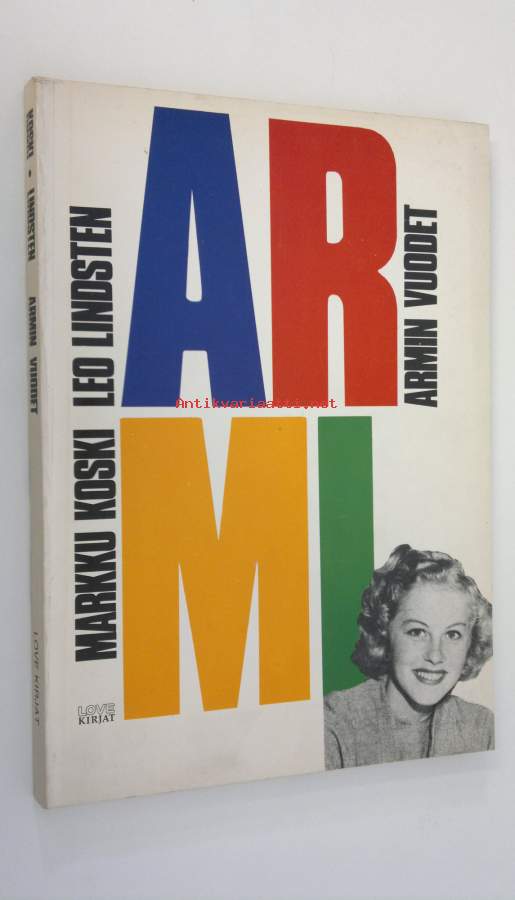 KOSKI • LINDSTEN ARMIN VUODET
LOVE KIRJAT
MARKKU KOSKI LEO LINDSTEN
AR
MI
ARMIN VUODET
Antikvariaatti.net
LOVE
KIRJAT